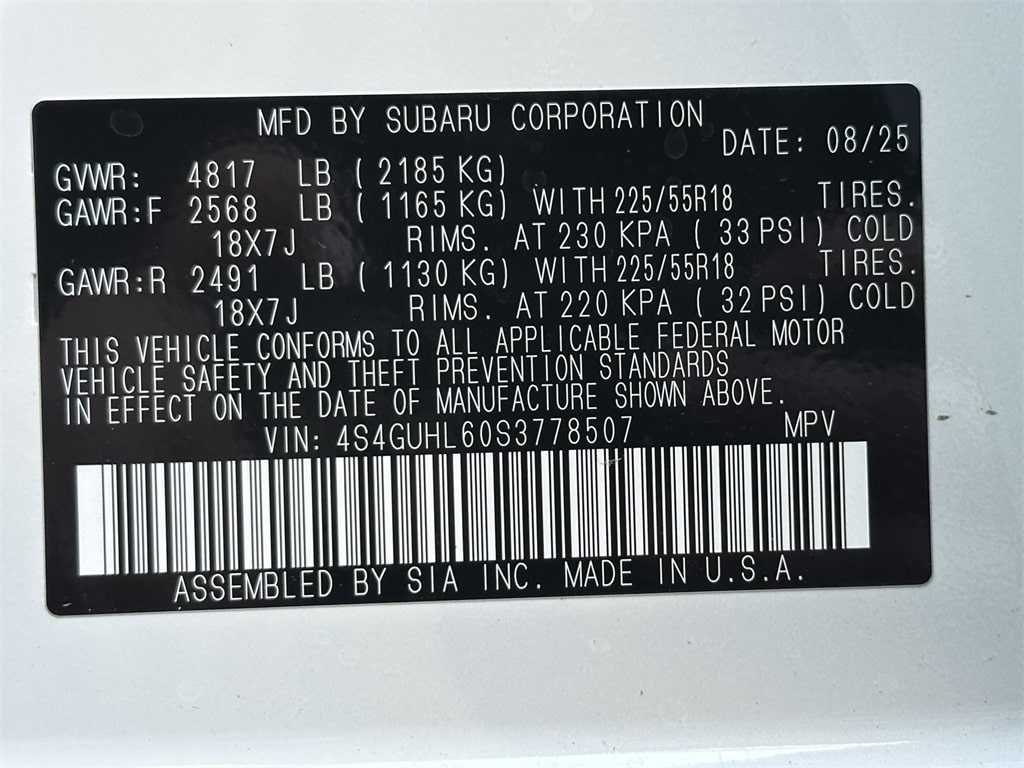 MFD BY SUBARU CORPORATION
DATE: 08/25
GVWR: 4817 LB ( 2185 KG)
GAWR:F 2568 LB ( 1165 KG) WITH 225/55R18 TIRES.
18X7J RIMS. AT 230 KPA ( 33 PSI) COLD
GAWR:R 2491 LB ( 1130 KG) WITH 225/55R18 TIRES.
18X7J RIMS. AT 220 KPA ( 32 PSI) COLD
THIS VEHICLE CONFORMS TO ALL APPLICABLE FEDERAL MOTOR
VEHICLE SAFETY AND THEFT PREVENTION STANDARDS
IN EFFECT ON THE DATE OF MANUFACTURE SHOWN ABOVE.
VIN: 4S4GUHL60S3778507 MPV
ASSEMBLED BY SIA INC. MADE IN U.S.A.